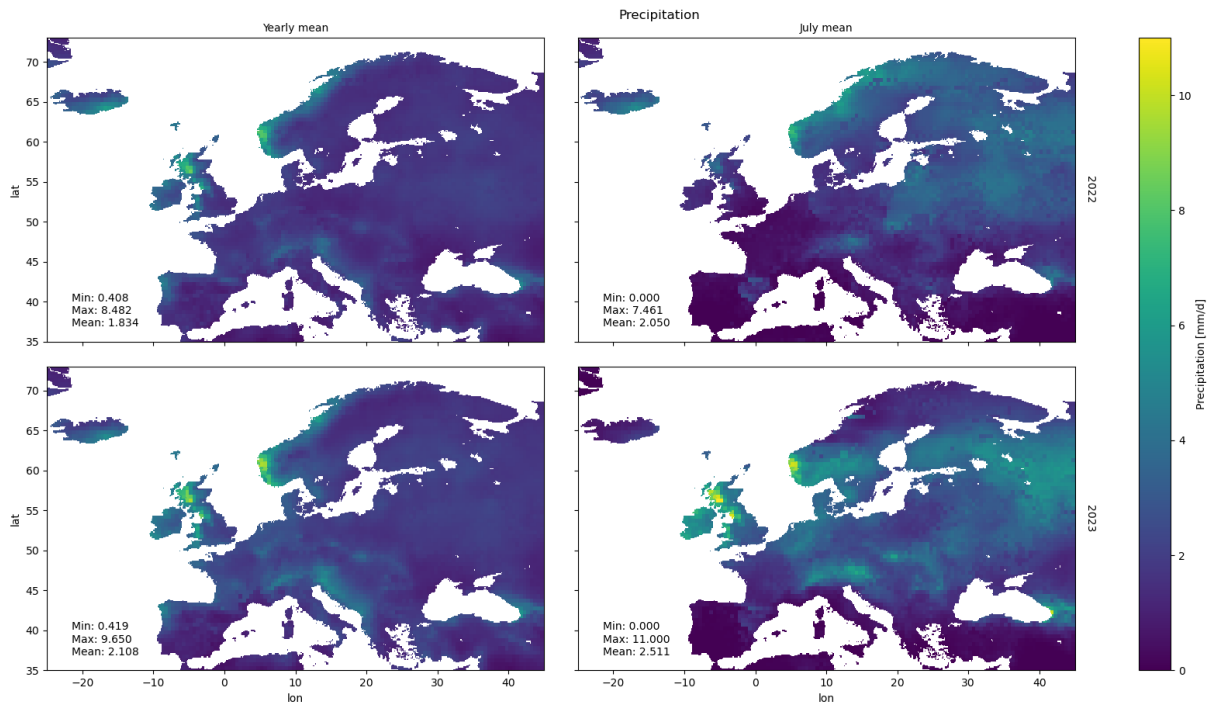 Precipitation
Yearly mean
July mean
70
65
60
55
50
45
40
35
lat
Min: 0.408
Max: 8.482
Mean: 1.834
Min: 0.000
Max: 7.461
Mean: 2.050
2022
10
8
6
4
2
0
Precipitation [mm/d]
70
65
60
55
50
45
40
35
lat
Min: 0.419
Max: 9.650
Mean: 2.108
Min: 0.000
Max: 11.000
Mean: 2.511
2023
−20 −10 0 10 20 30 40
lon
−20 −10 0 10 20 30 40
lon